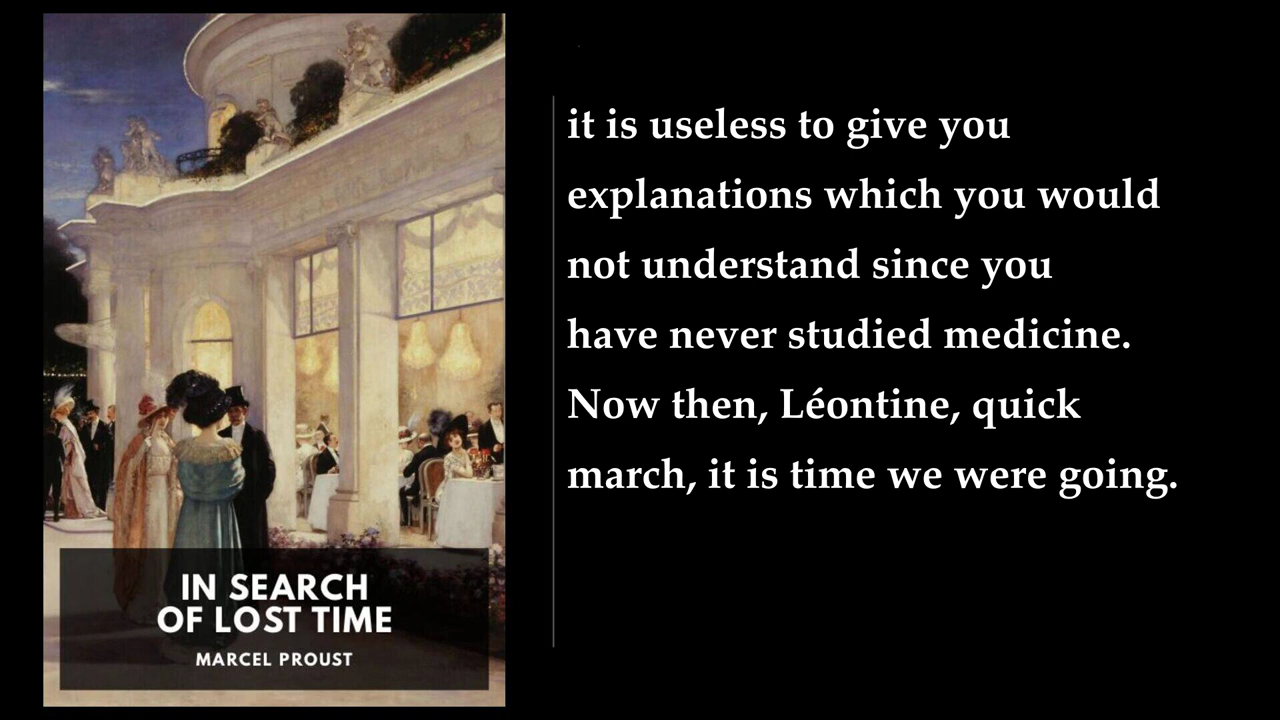 it is useless to give you
explanations which you would
not understand since you
have never studied medicine.
Now then, Léontine, quick
march, it is time we were going.
IN SEARCH
OF LOST TIME
MARCEL PROUST